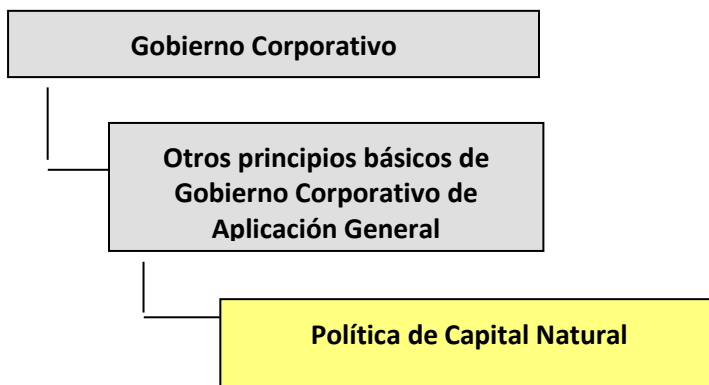 Gobierno Corporativo
Otros principios básicos de
Gobierno Corporativo de
Aplicación General
Política de Capital Natural